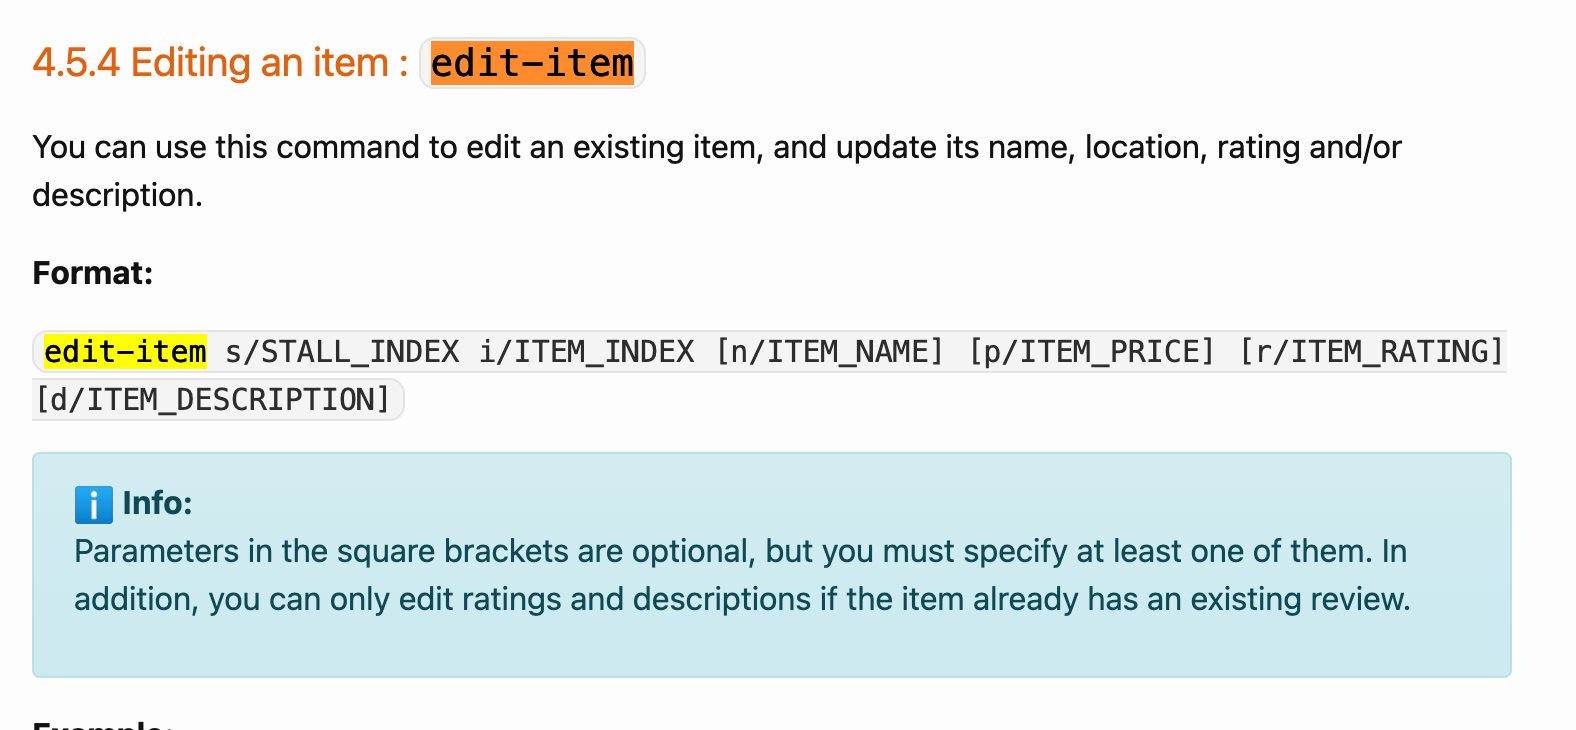 4.5.4 Editing an item : edit-item
You can use this command to edit an existing item, and update its name, location, rating and/or
description.
Format:
edit-item s/STALL_INDEX i/ITEM_INDEX [n/ITEM_NAME] [p/ITEM_PRICE] [r/ITEM_RATING]
[d/ITEM_DESCRIPTION]
ℹ️ Info:
Parameters in the square brackets are optional, but you must specify at least one of them. In
addition, you can only edit ratings and descriptions if the item already has an existing review.
Example: